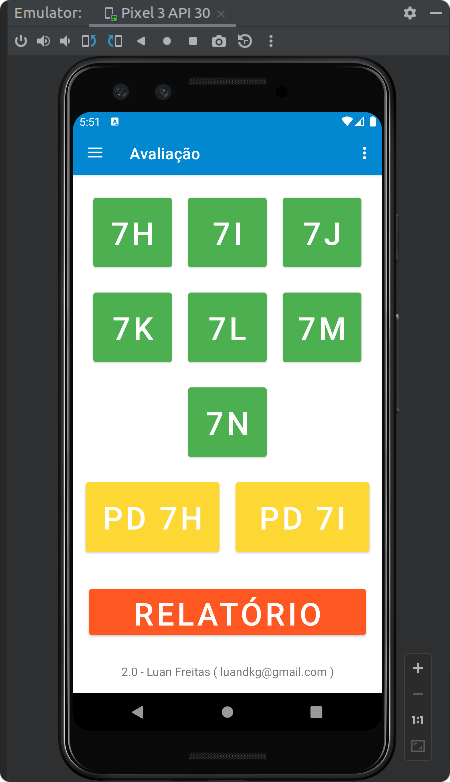 Emulator: Pixel 3 API 30
5:51
Avaliação
7H 7I 7J
7K 7L 7M
7N
PD 7H PD 7I
RELATÓRIO
2.0 - Luan Freitas ( luandkg@gmail.com )
1:1